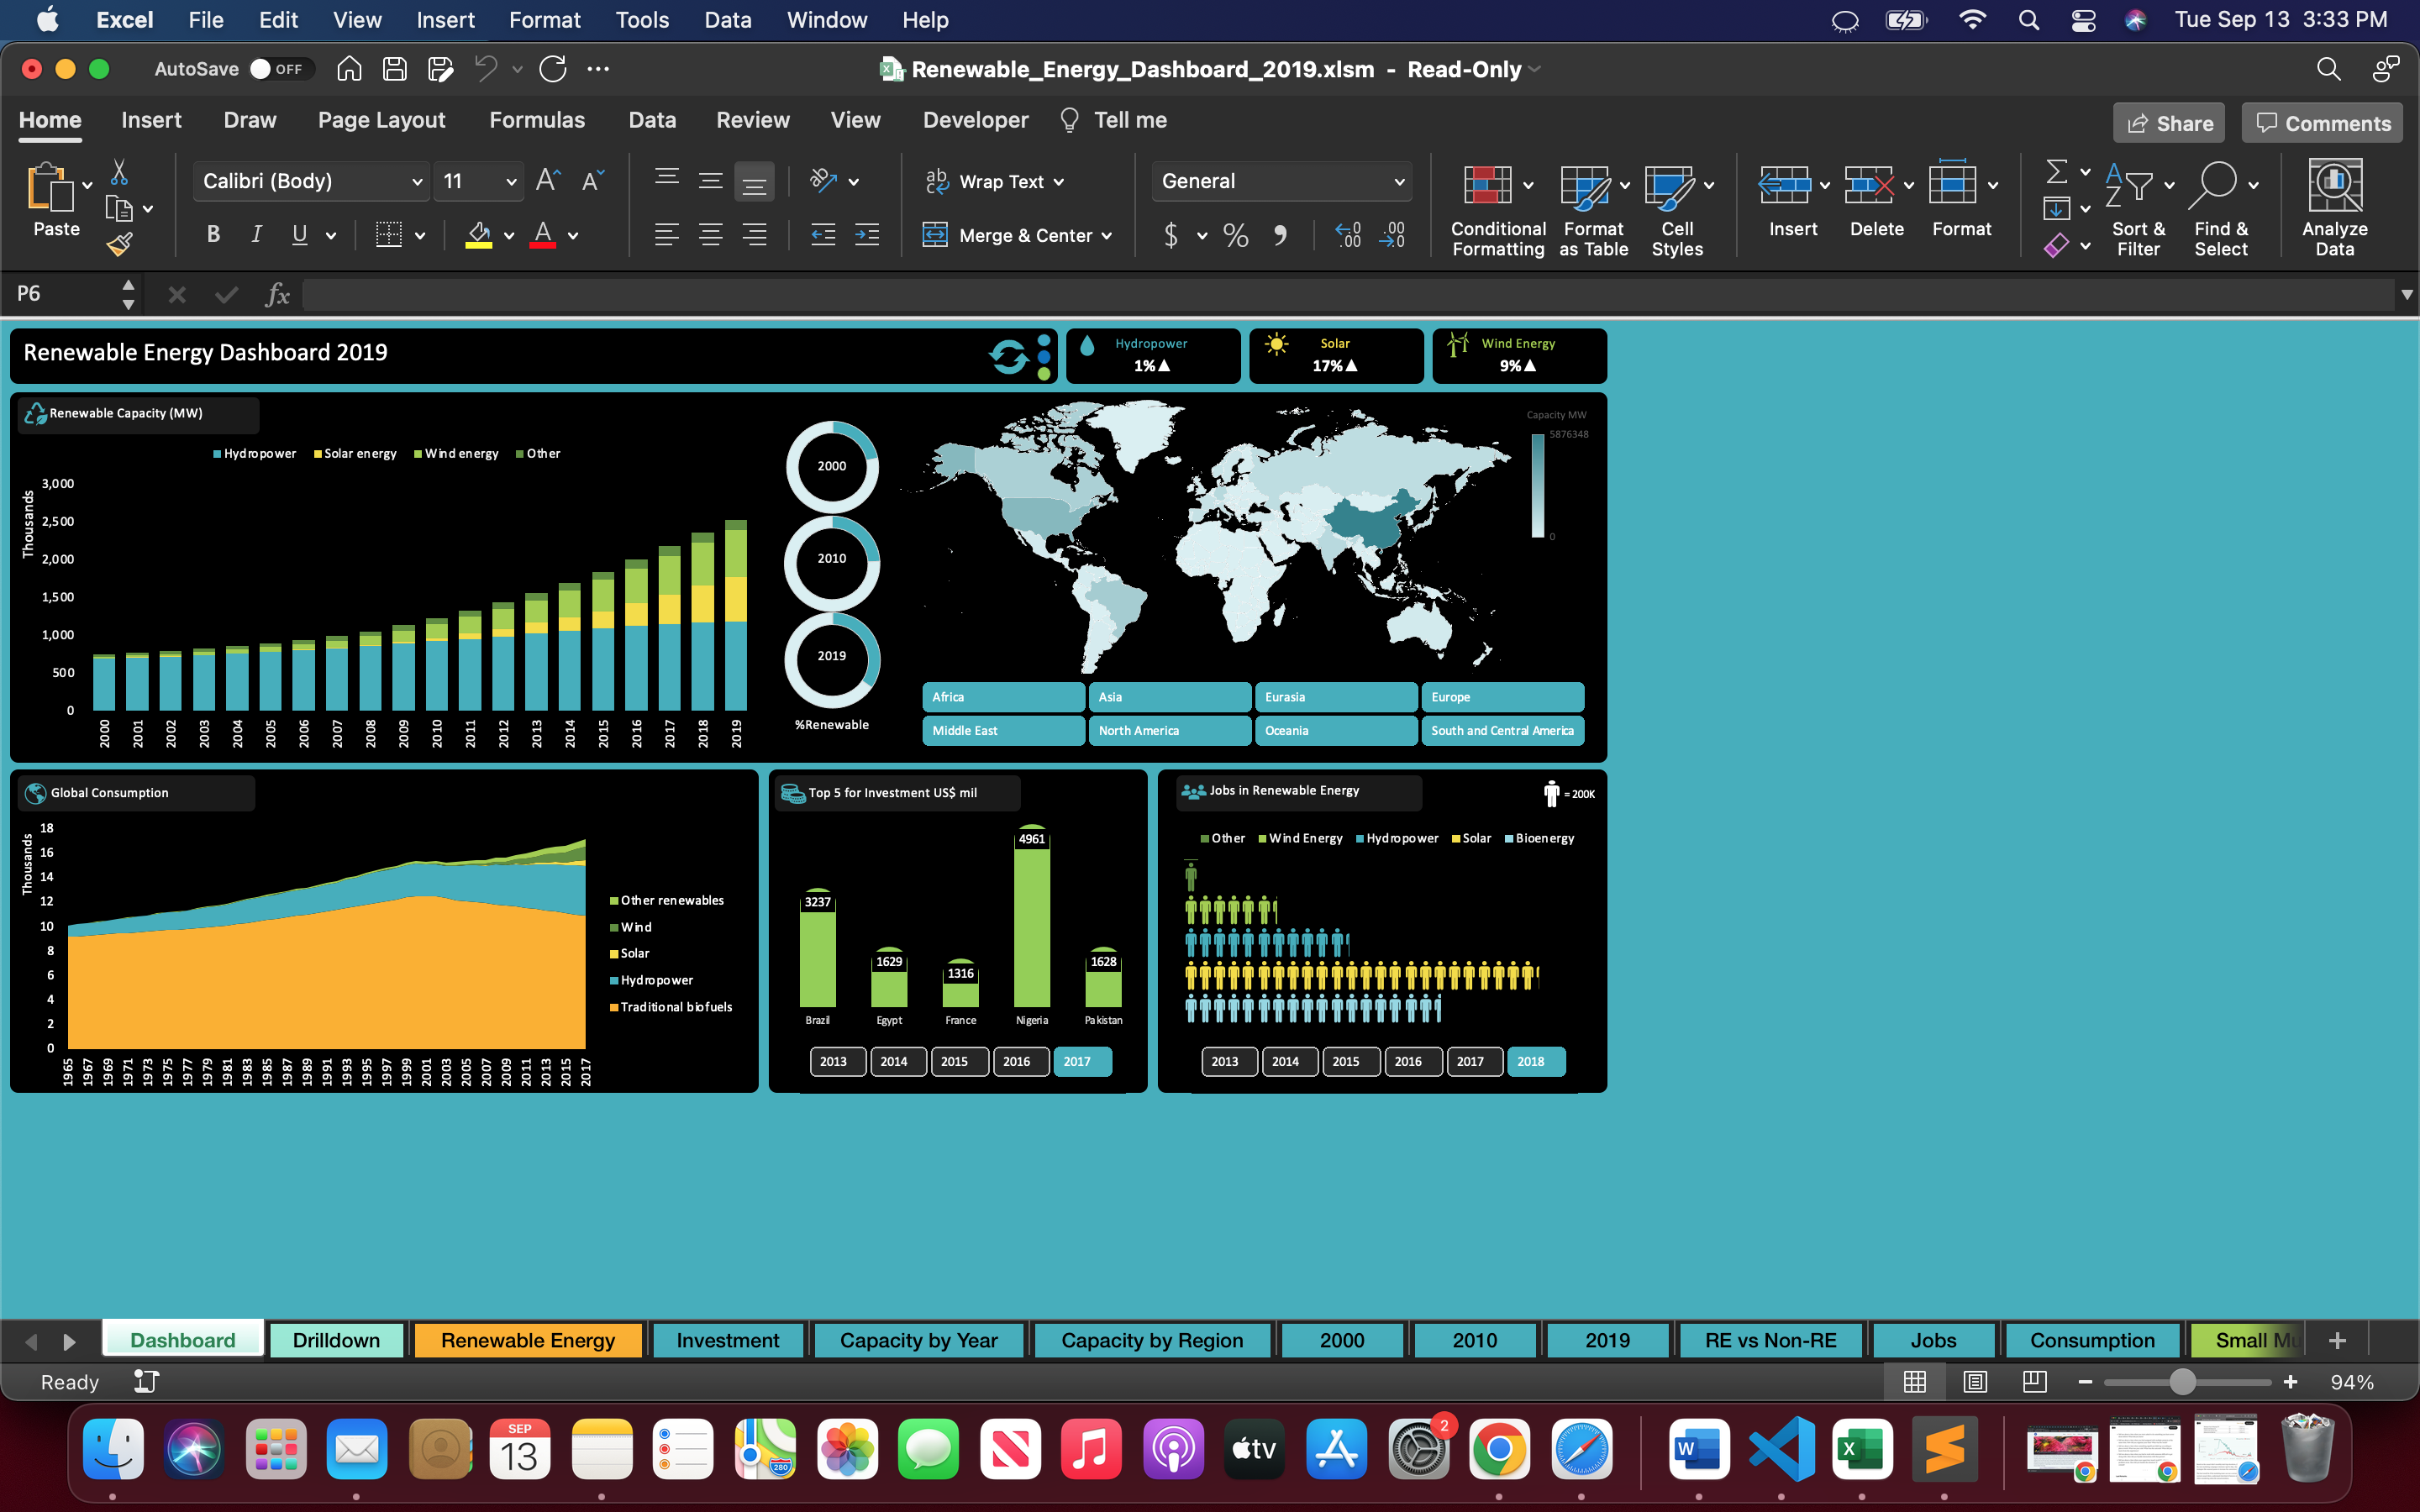 Excel File Edit View Insert Format Tools Data Window Help Tue Sep 13 3:33 PM
AutoSave OFF Renewable_Energy_Dashboard_2019.xlsm - Read-Only
Home Insert Draw Page Layout Formulas Data Review View Developer Tell me Share Comments
Calibri (Body) 11 Wrap Text General
Paste B I U Merge & Center $ % Conditional Formatting Format as Table Cell Styles Insert Delete Format Sort & Filter Find & Select Analyze Data
P6 fx
Renewable Energy Dashboard 2019
Hydropower
1%▲
Solar
17%▲
Wind Energy
9%▲
Renewable Capacity (MW)
Hydropower Solar energy Wind energy Other
Thousands
3,000
2,500
2,000
1,500
1,000
500
0
2000 2001 2002 2003 2004 2005 2006 2007 2008 2009 2010 2011 2012 2013 2014 2015 2016 2017 2018 2019
2000
2010
2019
%Renewable
Capacity MW
5876348
0
Africa Asia Eurasia Europe
Middle East North America Oceania South and Central America
Global Consumption
Thousands
18
16
14
12
10
8
6
4
2
0
1965 1967 1969 1971 1973 1975 1977 1979 1981 1983 1985 1987 1989 1991 1993 1995 1997 1999 2001 2003 2005 2007 2009 2011 2013 2015 2017
Other renewables
Wind
Solar
Hydropower
Traditional biofuels
Top 5 for Investment US$ mil
3237 1629 1316 4961 1628
Brazil Egypt France Nigeria Pakistan
2013 2014 2015 2016 2017
Jobs in Renewable Energy
= 200K
Other Wind Energy Hydropower Solar Bioenergy
2013 2014 2015 2016 2017 2018
Dashboard Drilldown Renewable Energy Investment Capacity by Year Capacity by Region 2000 2010 2019 RE vs Non-RE Jobs Consumption Small Mu
Ready 94%
SEP
13
280
tv
2
W
X